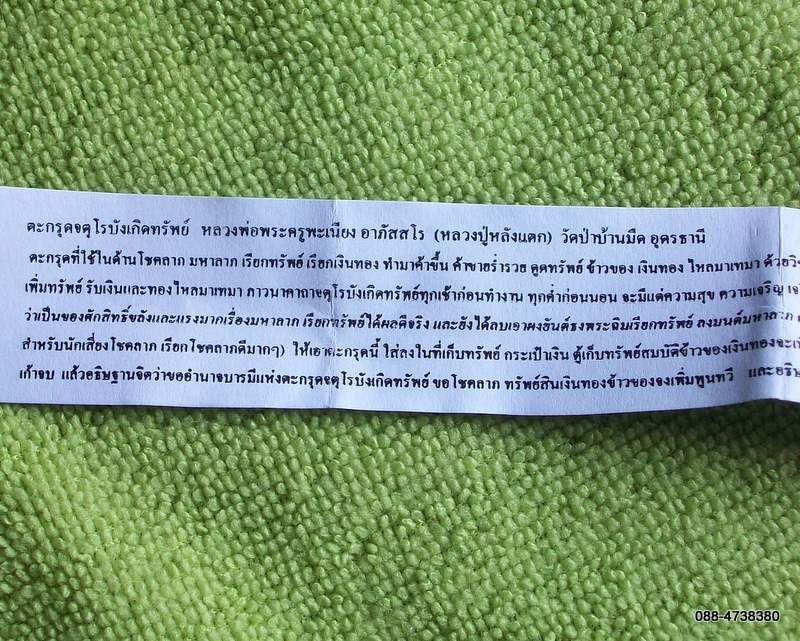 ตะกรุดจตุโรบังเกิดทรัพย์ หลวงพ่อพระครูพะเนียง อาภัสสโร (หลวงปู่หลังแตก) วัดป่าบ้านมืด อุดรธานี
ตะกรุดที่ใช้ในด้านโชคลาภ มหาลาภ เรียกทรัพย์ เรียกเงินทอง ทำมาค้าขึ้น ค้าขายร่ำรวย ดูดทรัพย์ ข้าวของ เงินทอง ไหลมาเทมา ด้วย
เพิ่มทรัพย์ รับเงินและทองไหลมาเทมา ภาวนาคาถาจตุโรบังเกิดทรัพย์ทุกเช้าก่อนทำงาน ทุกค่ำก่อนนอน จะมีแต่ความสุข ความเจริญ
ว่าเป็นของศักสิทธิ์ขลังและแรงมากเรื่องมหาลาภ เรียกทรัพย์ได้ผลดีจริง และยังได้ลบเอาผงยันต์ธงพระฉิมเรียกทรัพย์ ลงมนต์มหาลาภ
สำหรับนักเสี่ยงโชคลาภ เรียกโชคลาภดีมากๆ) ให้เอาตะกรุดนี้ ใส่ลงในที่เก็บทรัพย์ กระเป๋าเงิน ตู้เก็บทรัพย์สมบัติข้าวของเงินทองจะ
เก้าจบ แล้วอธิษฐานจิตว่าขออำนาจบารมีแห่งตะกรุดจตุโรบังเกิดทรัพย์ ขอโชคลาภ ทรัพย์สินเงินทองข้าวของจงเพิ่มพูนทวี และ
088-4738380